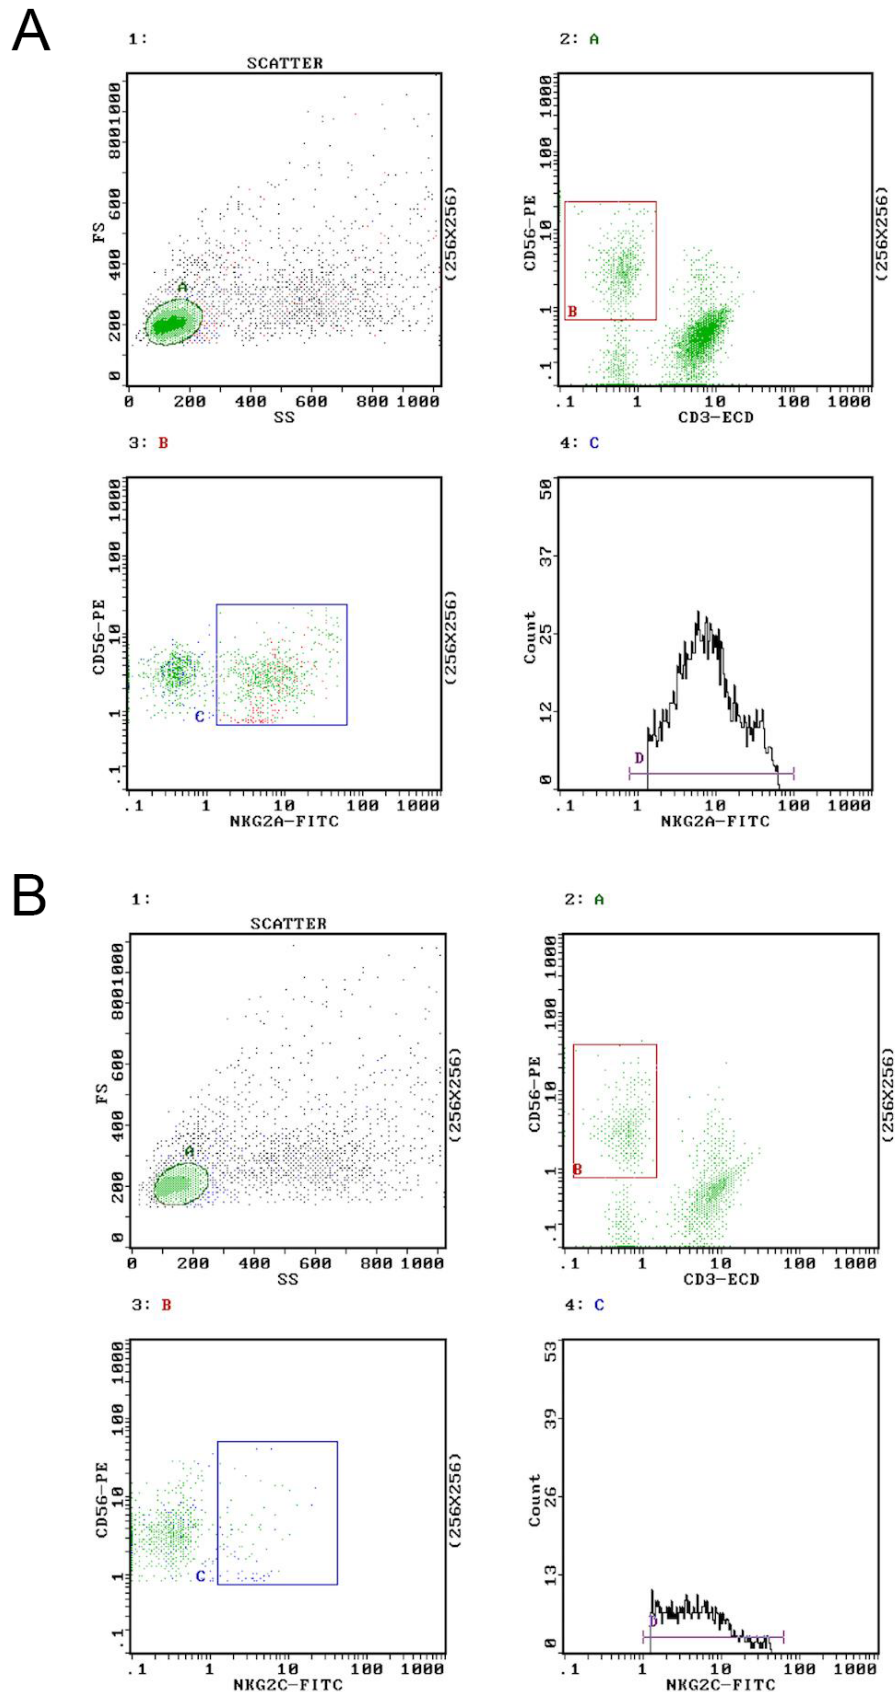 A
1:
SCATTER
FS
0 200 400 600 800 1000
A
0 200 400 600 800 1000
SS
(256X256)
2: A
CD56-PE
.1 1 10 100 1000
B
.1 1 10 100 1000
CD3-ECD
3: B
CD56-PE
.1 1 10 100 1000
C
.1 1 10 100 1000
NKG2A-FITC
(256X256)
4: C
Count
0 12 25 37 50
D
.1 1 10 100 1000
NKG2A-FITC
(256X256)
B
1:
SCATTER
FS
0 200 400 600 800 1000
A
0 200 400 600 800 1000
SS
(256X256)
2: A
CD56-PE
.1 1 10 100 1000
B
.1 1 10 100 1000
CD3-ECD
(256X256)
3: B
CD56-PE
.1 1 10 100 1000
C
.1 1 10 100 1000
NKG2C-FITC
(256X256)
4: C
Count
0 13 26 39 53
D
.1 1 10 100 1000
NKG2C-FITC